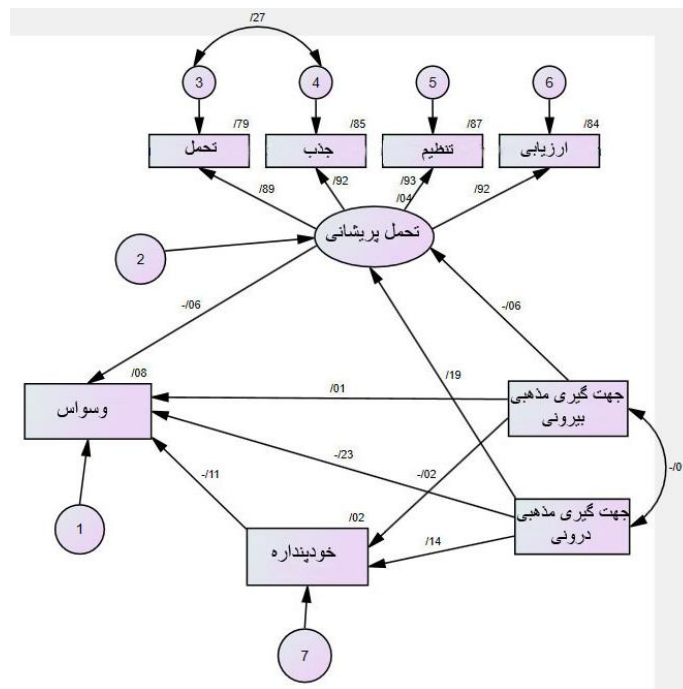 /27
3
4
5
6
/79
/85
/87
/84
تحمل
جذب
تنظیم
ارزیابی
/89
/92
/93
/92
/04
تحمل پریشانی
2
-/06
-/06
/19
/08
/01
وسواس
جهت گیری مذهبی
بیرونی
-/23
-/02
-/0
-/11
1
/02
/14
جهت گیری مذهبی
درونی
خودپنداره
7